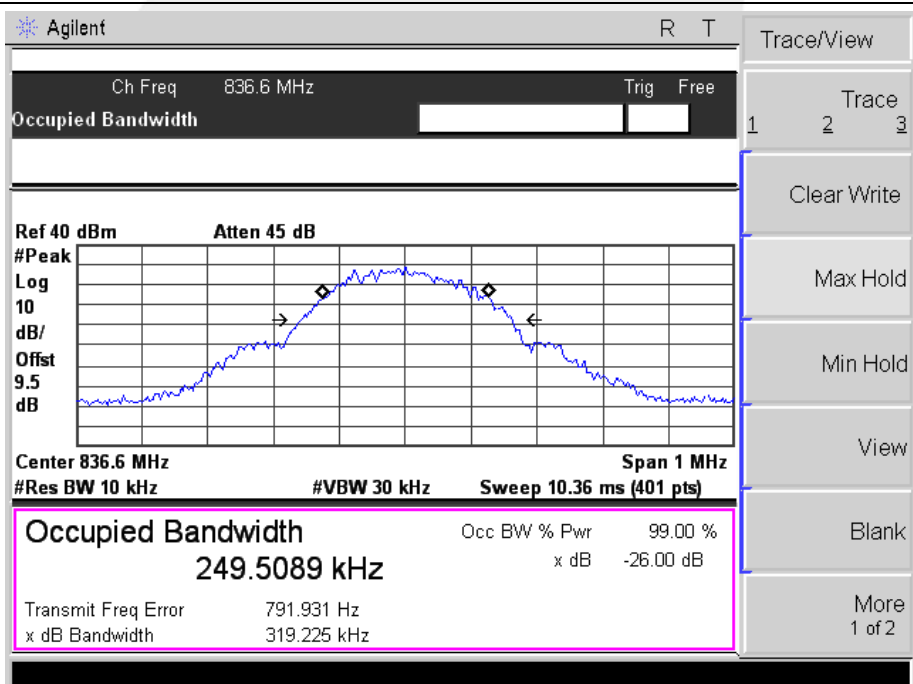 Agilent R T
Trace/View
Ch Freq 836.6 MHz Trig Free
Occupied Bandwidth
Trace
1 2 3
Clear Write
Max Hold
Min Hold
View
Blank
More
1 of 2
Ref 40 dBm Atten 45 dB
#Peak
Log
10
dB/
Offst
9.5
dB
Center 836.6 MHz Span 1 MHz
#Res BW 10 kHz #VBW 30 kHz Sweep 10.36 ms (401 pts)
Occupied Bandwidth Occ BW % Pwr 99.00 %
249.5089 kHz x dB -26.00 dB
Transmit Freq Error 791.931 Hz
x dB Bandwidth 319.225 kHz